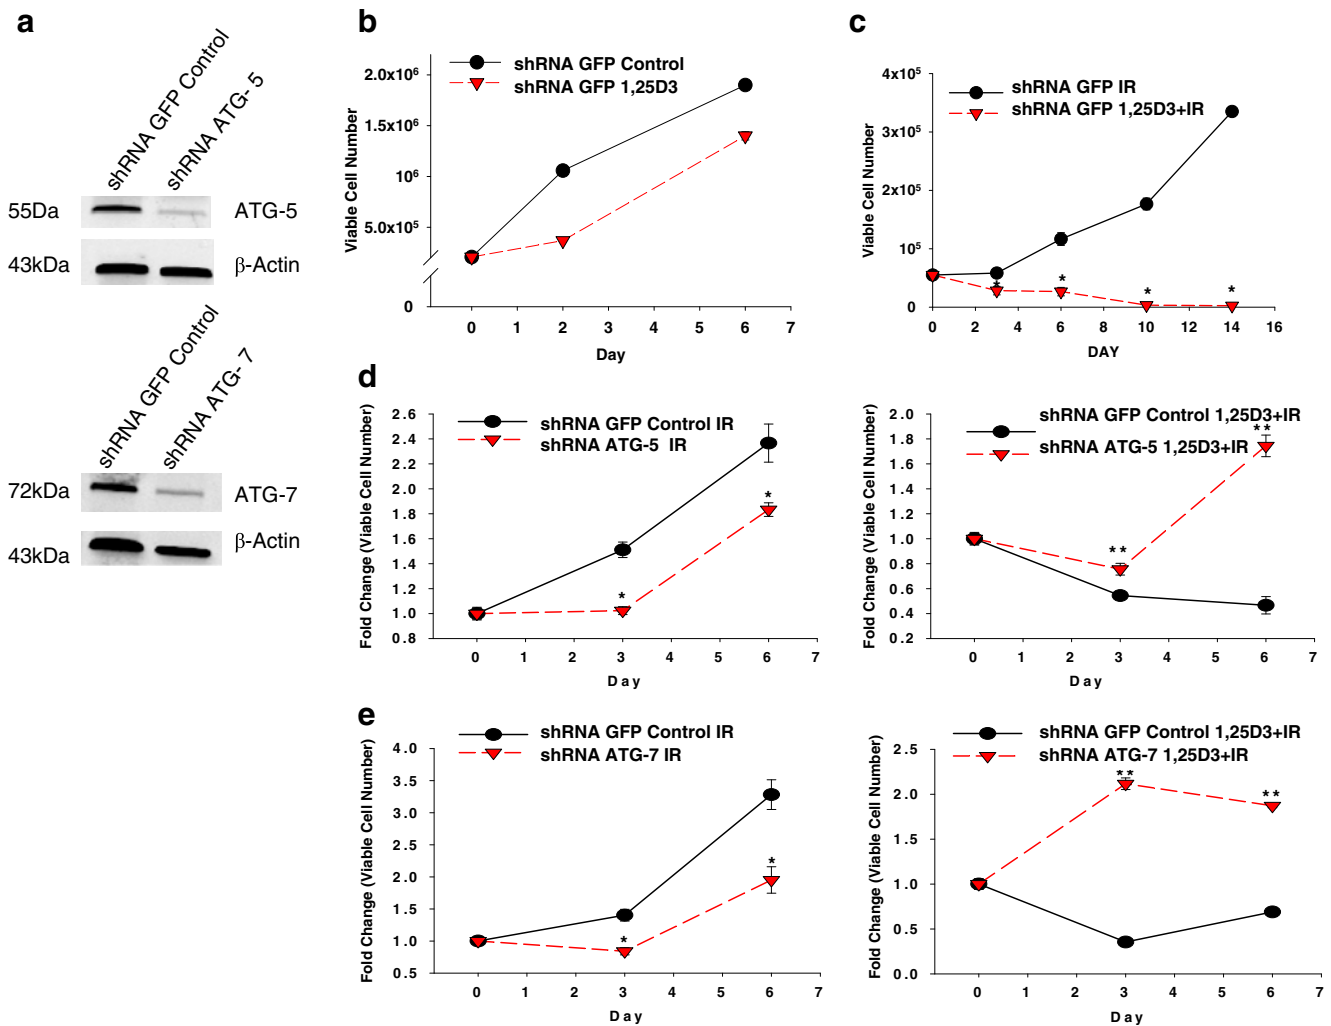 a
shRNA GFP Control
shRNA ATG- 5
55Da
ATG-5
43kDa
β-Actin
shRNA GFP Control
shRNA ATG- 7
72kDa
ATG-7
43kDa
β-Actin
b
shRNA GFP Control
shRNA GFP 1,25D3
Viable Cell Number
2.0x10⁶
1.5x10⁶
10⁶
5.0x10⁵
0
0 1 2 3 4 5 6 7
Day
c
shRNA GFP IR
shRNA GFP 1,25D3+IR
Viable Cell Number
4x10⁵
3x10⁵
2x10⁵
10⁵
0
* * * *
0 2 4 6 8 10 12 14 16
DAY
d
shRNA GFP Control IR
shRNA ATG-5 IR
Fold Change (Viable Cell Number)
2.6
2.4
2.2
2.0
1.8
1.6
1.4
1.2
1.0
0.8
* *
0 1 2 3 4 5 6 7
Day
shRNA GFP Control 1,25D3+IR
shRNA ATG-5 1,25D3+IR
Fold Change (Viable Cell Number)
2.0
1.8
1.6
1.4
1.2
1.0
0.8
0.6
0.4
0.2
** **
0 1 2 3 4 5 6 7
Day
e
shRNA GFP Control IR
shRNA ATG-7 IR
Fold Change (Viable Cell Number)
4.0
3.5
3.0
2.5
2.0
1.5
1.0
0.5
* *
0 1 2 3 4 5 6 7
Day
shRNA GFP Control 1,25D3+IR
shRNA ATG-7 1,25D3+IR
Fold Change (Viable Cell Number)
2.5
2.0
1.5
1.0
0.5
0.0
** **
0 1 2 3 4 5 6 7
Day